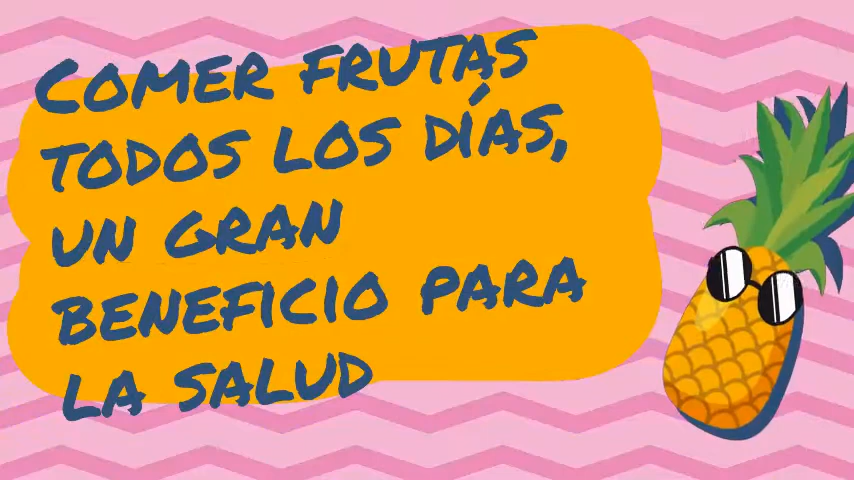 COMER FRUTAS
TODOS LOS DÍAS,
UN GRAN
BENEFICIO PARA
LA SALUD